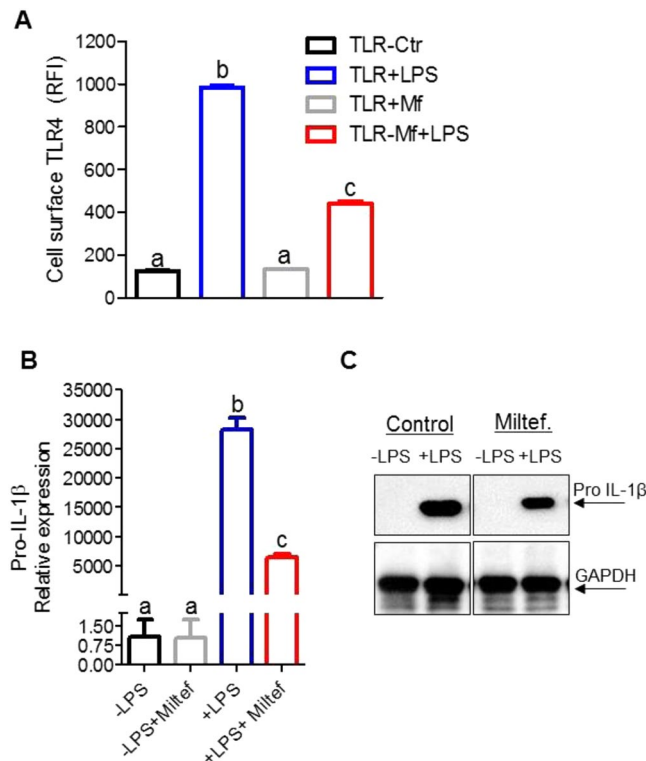 A
Cell surface TLR4 (RFI)
1200
1000
800
600
400
200
0
a
b
a
c
TLR-Ctr
TLR+LPS
TLR+Mf
TLR-Mf+LPS
B
Pro-IL-1β
Relative expression
35000
30000
25000
20000
15000
10000
5000
1.50
0.75
0.00
a
a
b
c
-LPS
-LPS+Miltef
+LPS
+LPS+ Miltef
C
Control Miltef.
-LPS +LPS -LPS +LPS
Pro IL-1β
GAPDH